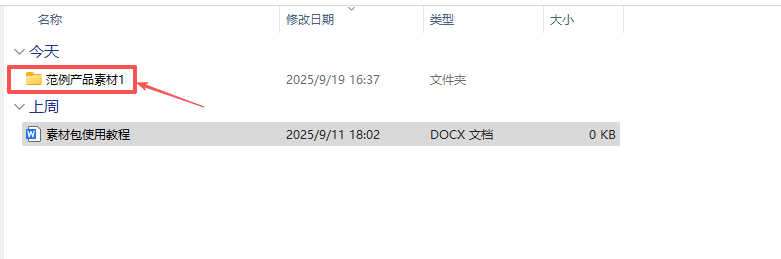 名称 修改日期 类型 大小
今天
范例产品素材1 2025/9/19 16:37 文件夹
上周
素材包使用教程 2025/9/11 18:02 DOCX 文档 0 KB